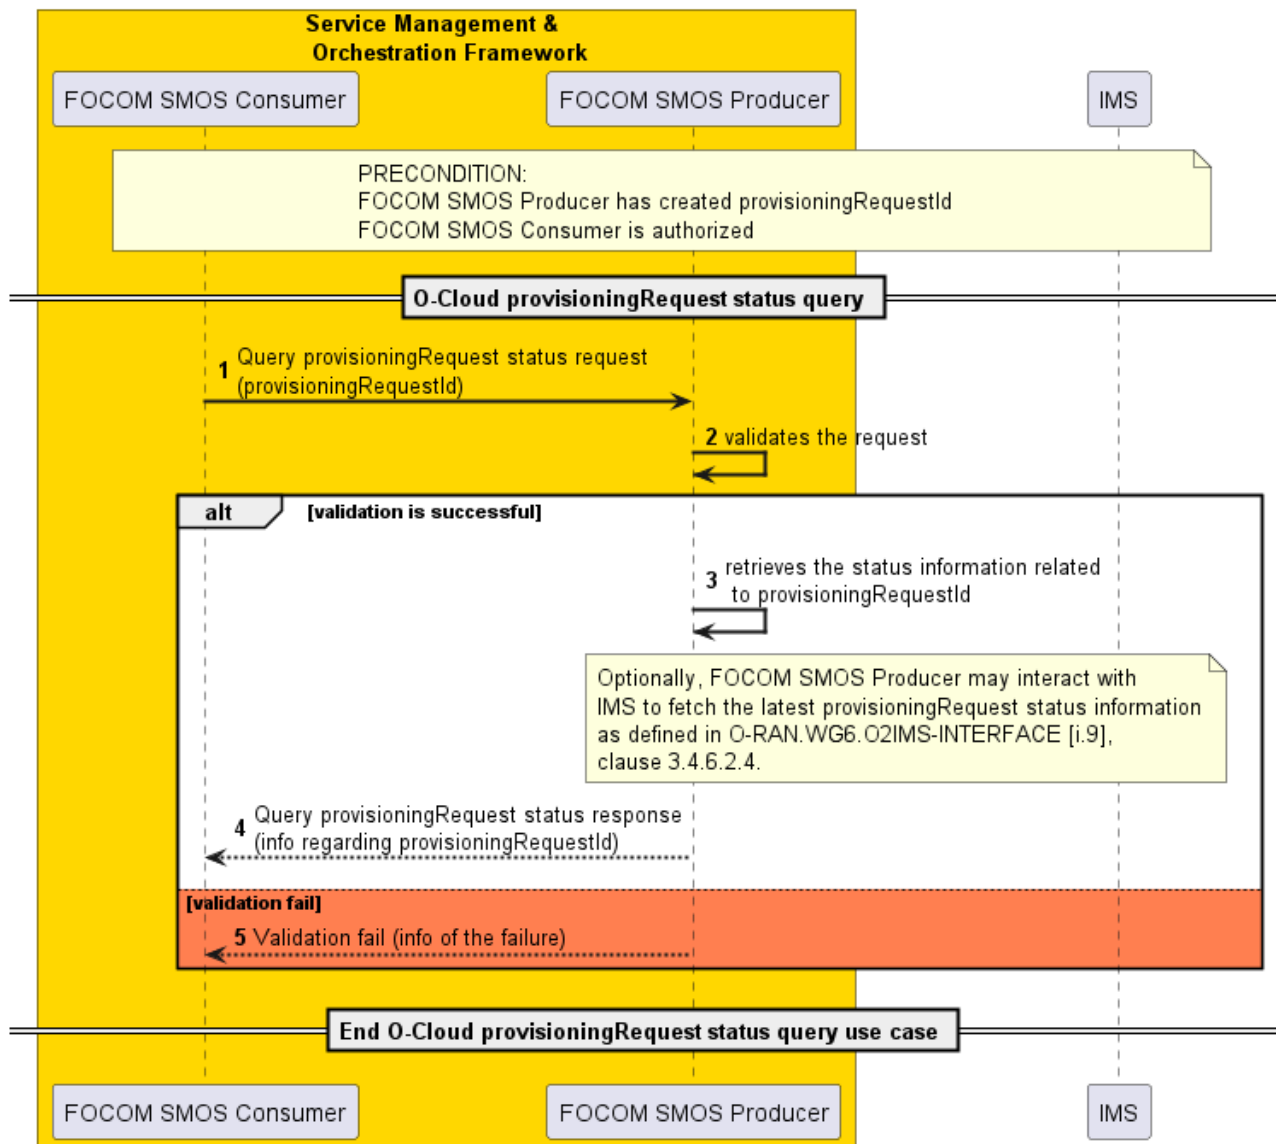 Service Management &
Orchestration Framework
FOCOM SMOS Consumer
FOCOM SMOS Producer
IMS
PRECONDITION:
FOCOM SMOS Producer has created provisioningRequestId
FOCOM SMOS Consumer is authorized
O-Cloud provisioningRequest status query
1 Query provisioningRequest status request
(provisioningRequestId)
2 validates the request
alt [validation is successful]
3 retrieves the status information related
to provisioningRequestId
Optionally, FOCOM SMOS Producer may interact with
IMS to fetch the latest provisioningRequest status information
as defined in O-RAN.WG6.O2IMS-INTERFACE [i.9],
clause 3.4.6.2.4.
4 Query provisioningRequest status response
(info regarding provisioningRequestId)
[validation fail]
5 Validation fail (info of the failure)
End O-Cloud provisioningRequest status query use case
FOCOM SMOS Consumer
FOCOM SMOS Producer
IMS